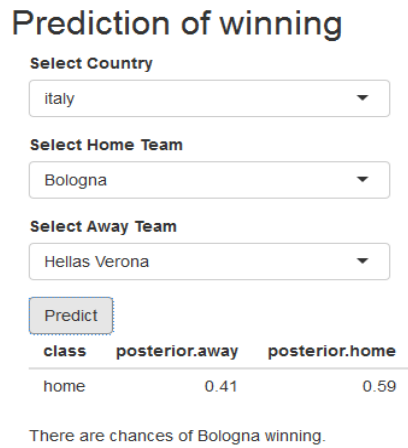 Prediction of winning
Select Country
italy
Select Home Team
Bologna
Select Away Team
Hellas Verona
Predict
class posterior.away posterior.home
home 0.41 0.59
There are chances of Bologna winning.